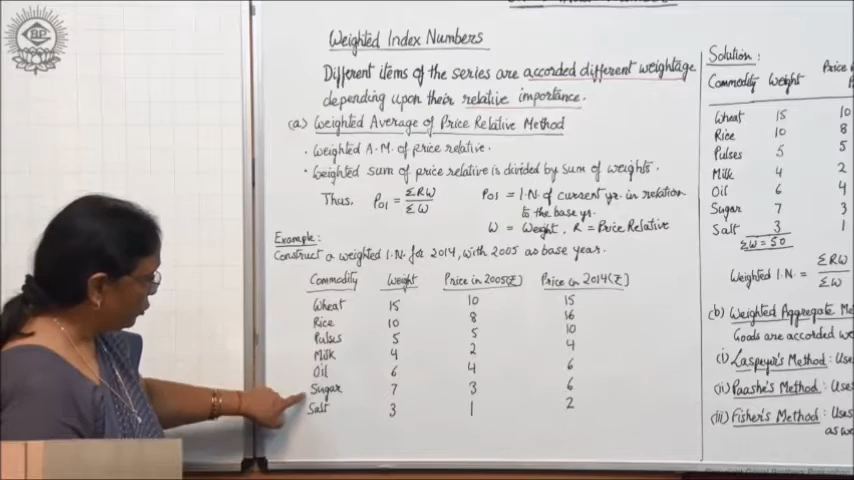 BP
Weighted Index Numbers
Different items of the series are accorded different weightage
depending upon their relative importance.
(a) Weighted Average of Price Relative Method
• Weighted A.M. of price relative.
• Weighted sum of price relative is divided by sum of weights.
Thus, P01 = ΣRW / ΣW
P01 = I.N. of current yr. in relation
to the base yr.
W = Weight, R = Price Relative
Example:
Construct a weighted I.N. for 2014, with 2005 as base year.
Commodity Weight Price in 2005(₹) Price in 2014(₹)
Wheat 15 10 15
Rice 10 8 16
Pulses 5 5 10
Milk 4 2 4
Oil 6 4 6
Sugar 7 3 6
Salt 3 1 2
Solution:
Commodity Weight Price
Wheat 15 10
Rice 10 8
Pulses 5 5
Milk 4 2
Oil 6 4
Sugar 7 3
Salt 3 1
ΣW = 50
Weighted I.N. = ΣRW / ΣW
(b) Weighted Aggregate Me
Goods are accorded we
(i) Laspeyre's Method: Use
(ii) Paashe's Method: Use
(iii) Fisher's Method: Uses
as we